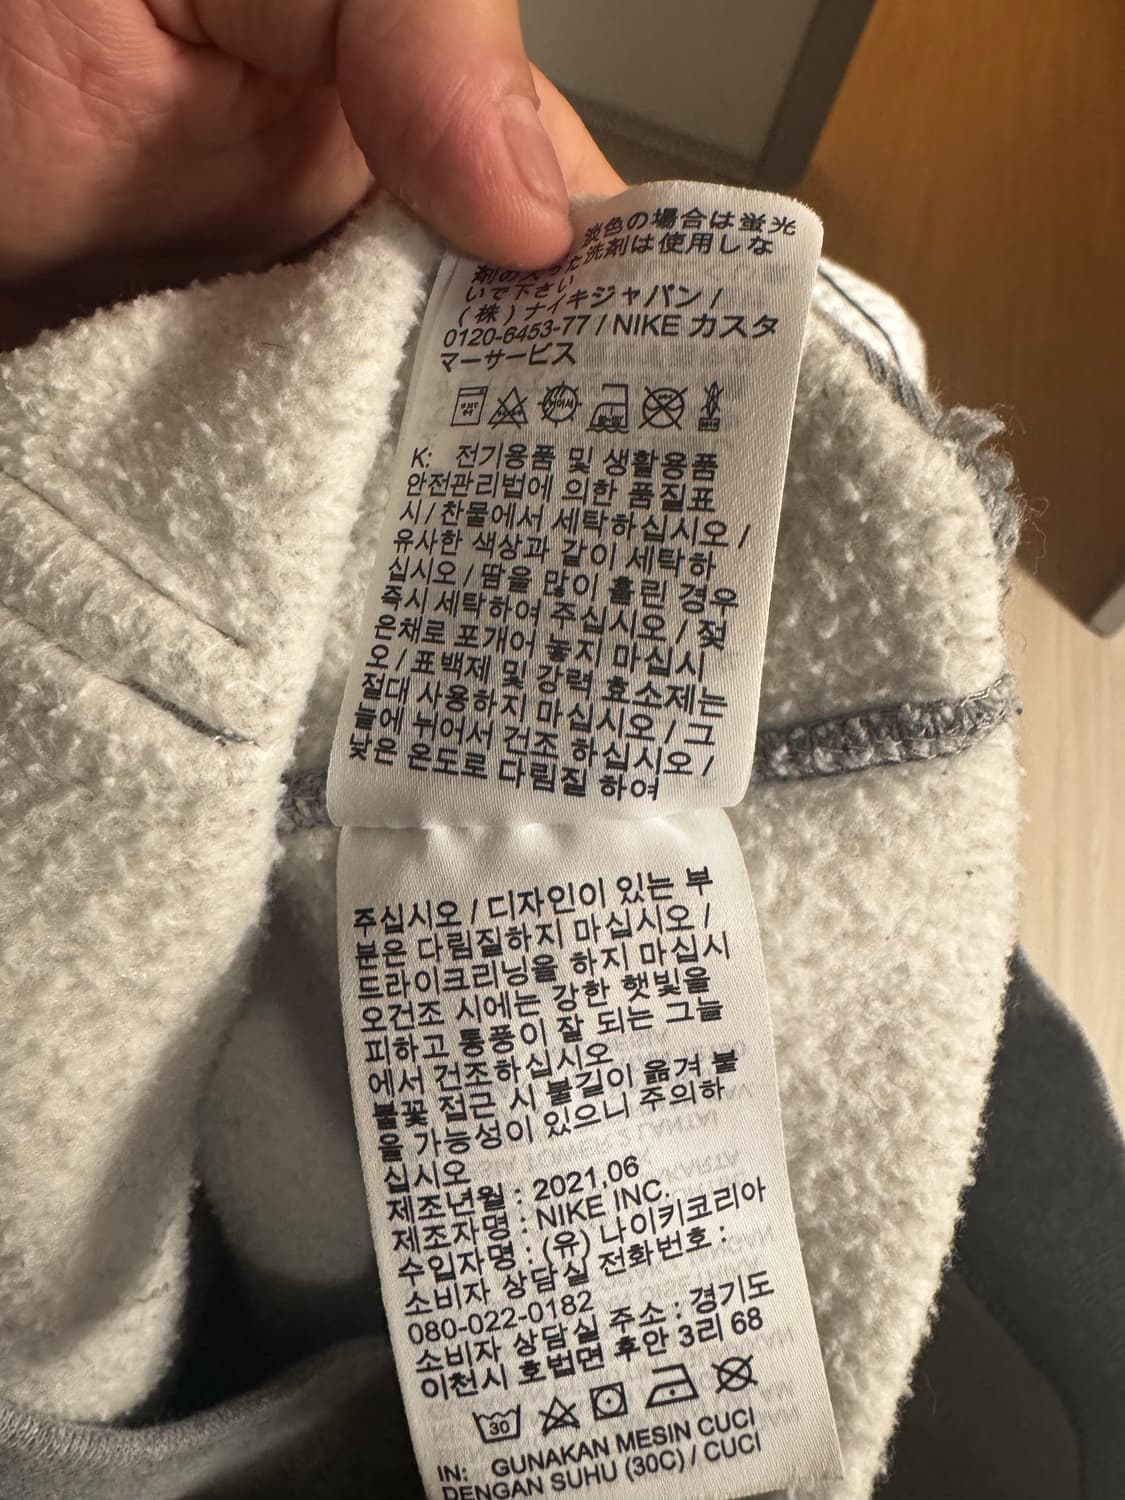 淡色の場合は蛍光
剤の入った洗剤は使用しな
いで下さい
(株)ナイキジャパン /
0120-6453-77 / NIKE カスタ
マーサービス
K: 전기용품 및 생활용품
안전관리법에 의한 품질표
시 / 찬물에서 세탁하십시오 /
유사한 색상과 같이 세탁하
십시오 / 땀을 많이 흘린 경우
즉시 세탁하여 주십시오 / 젖
은채로 포개어 놓지 마십시
오 / 표백제 및 강력 효소제는
절대 사용하지 마십시오 / 그
늘에 뉘어서 건조 하십시오 /
낮은 온도로 다림질 하여
주십시오 / 디자인이 있는 부
분은 다림질하지 마십시오 /
드라이크리닝을 하지 마십시
오건조 시에는 강한 햇빛을
피하고 통풍이 잘 되는 그늘
에서 건조하십시오
불꽃 접근 시 불길이 옮겨 붙
을 가능성이 있으니 주의하
십시오
제조년월 : 2021.06
제조자명 : NIKE INC.
수입자명 : (유) 나이키코리아
소비자 상담실 전화번호 :
080-022-0182
소비자 상담실 주소 : 경기도
이천시 호법면 후안 3리 68
30
IN: GUNAKAN MESIN CUCI
DENGAN SUHU (30C) / CUCI